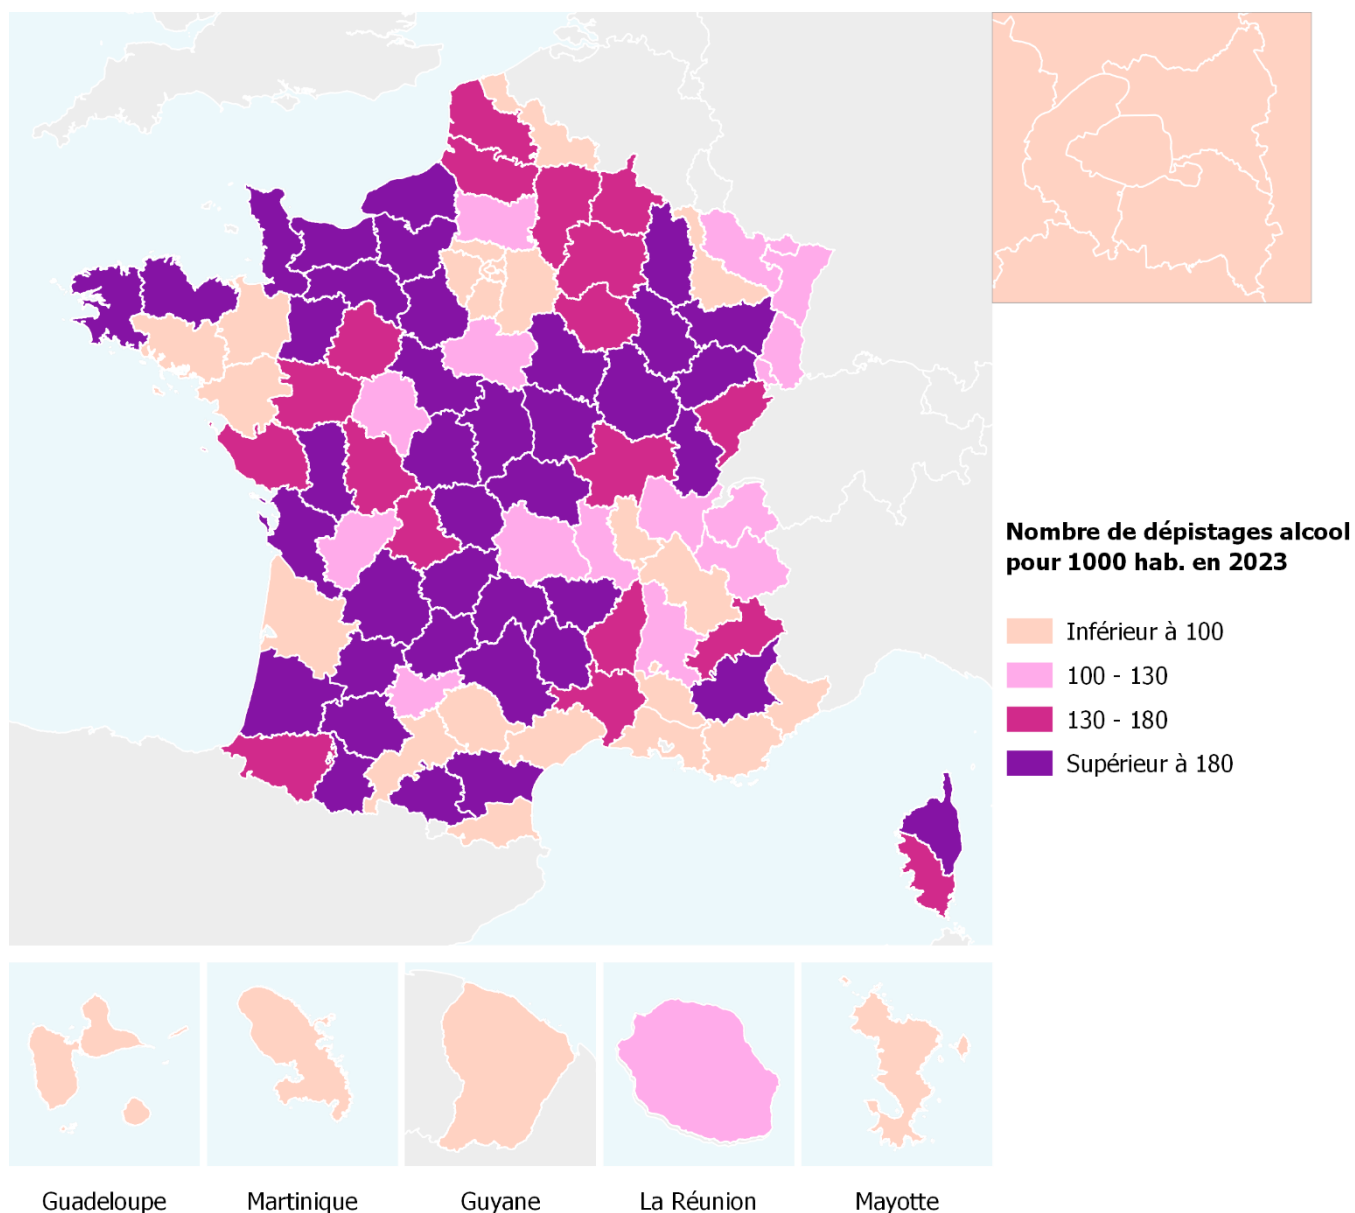 Nombre de dépistages alcool
pour 1000 hab. en 2023
Inférieur à 100
100 - 130
130 - 180
Supérieur à 180
Guadeloupe
Martinique
Guyane
La Réunion
Mayotte